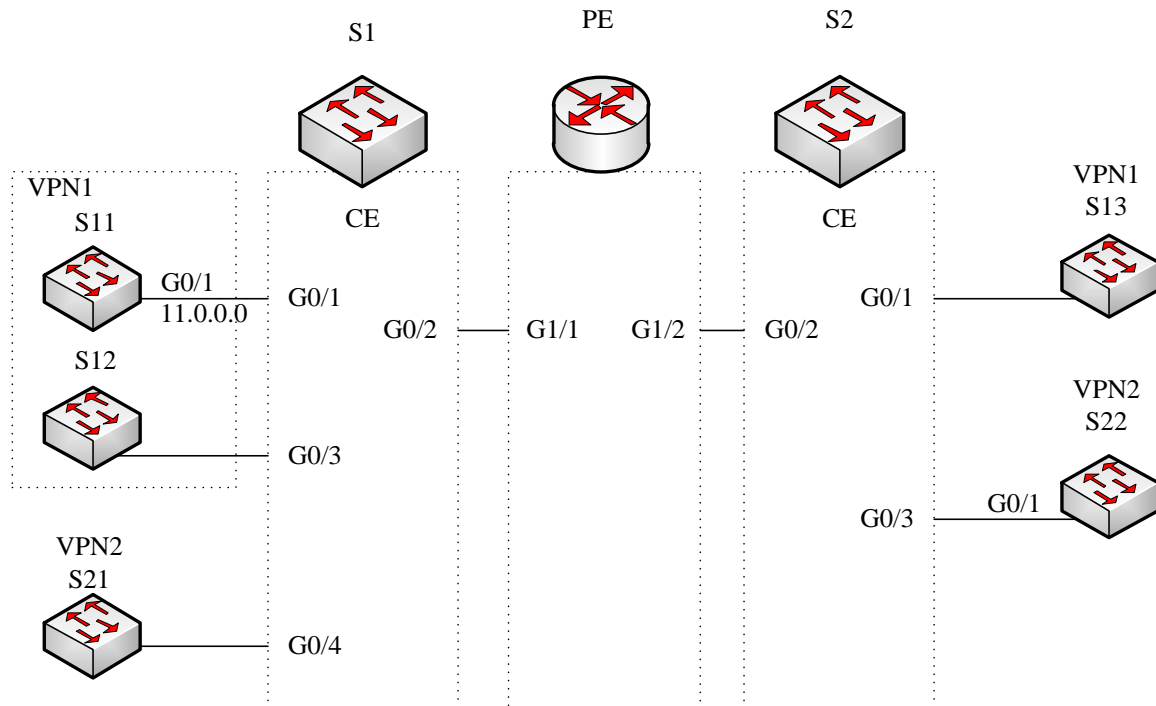 S1
PE
S2
VPN1
S11
G0/1
11.0.0.0
S12
VPN2
S21
CE
G0/1
G0/2
G0/3
G0/4
G1/1
G1/2
CE
G0/1
G0/2
G0/3
VPN1
S13
VPN2
S22
G0/1